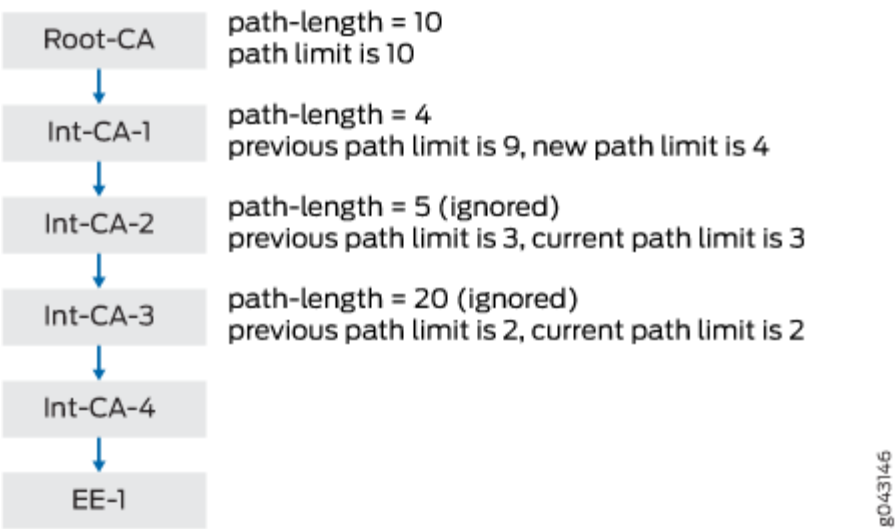 Root-CA
path-length = 10
path limit is 10
Int-CA-1
path-length = 4
previous path limit is 9, new path limit is 4
Int-CA-2
path-length = 5 (ignored)
previous path limit is 3, current path limit is 3
Int-CA-3
path-length = 20 (ignored)
previous path limit is 2, current path limit is 2
Int-CA-4
EE-1
g043146